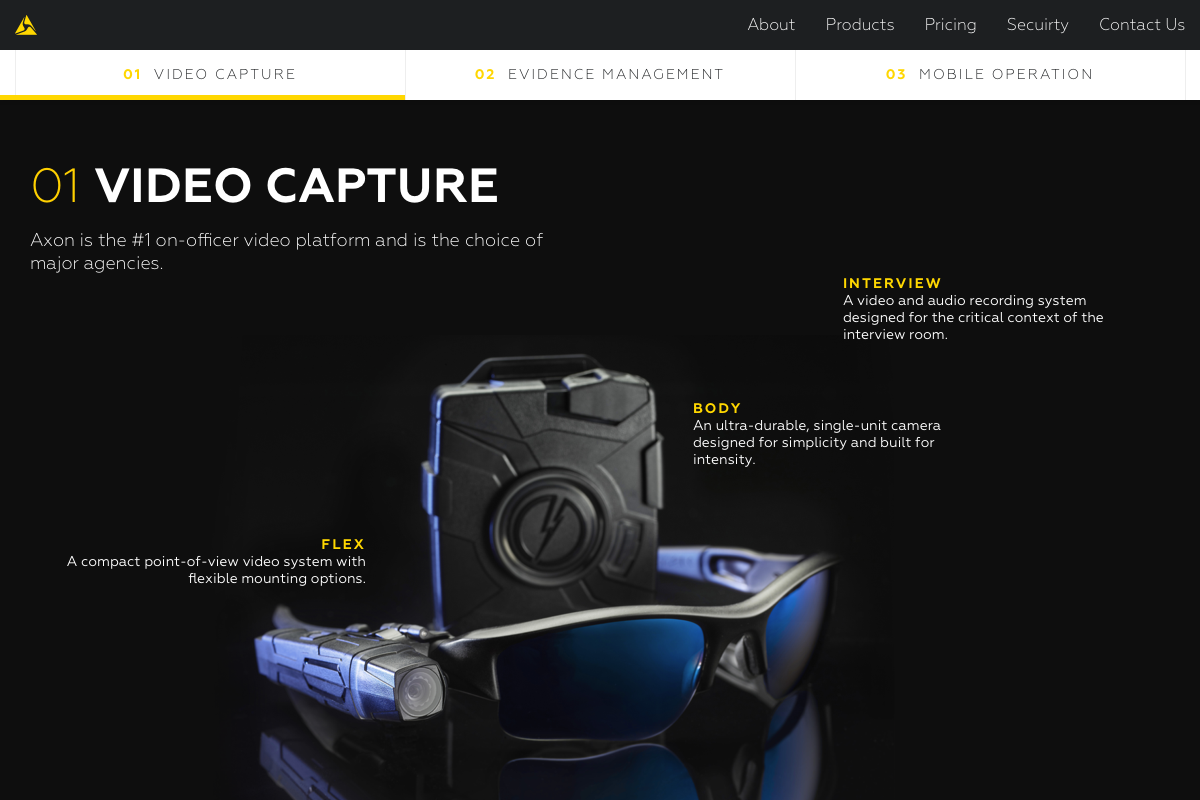 About Products Pricing Secuirty Contact Us
01 VIDEO CAPTURE
02 EVIDENCE MANAGEMENT
03 MOBILE OPERATION
01 VIDEO CAPTURE
Axon is the #1 on-officer video platform and is the choice of
major agencies.
INTERVIEW
A video and audio recording system
designed for the critical context of the
interview room.
BODY
An ultra-durable, single-unit camera
designed for simplicity and built for
intensity.
FLEX
A compact point-of-view video system with
flexible mounting options.